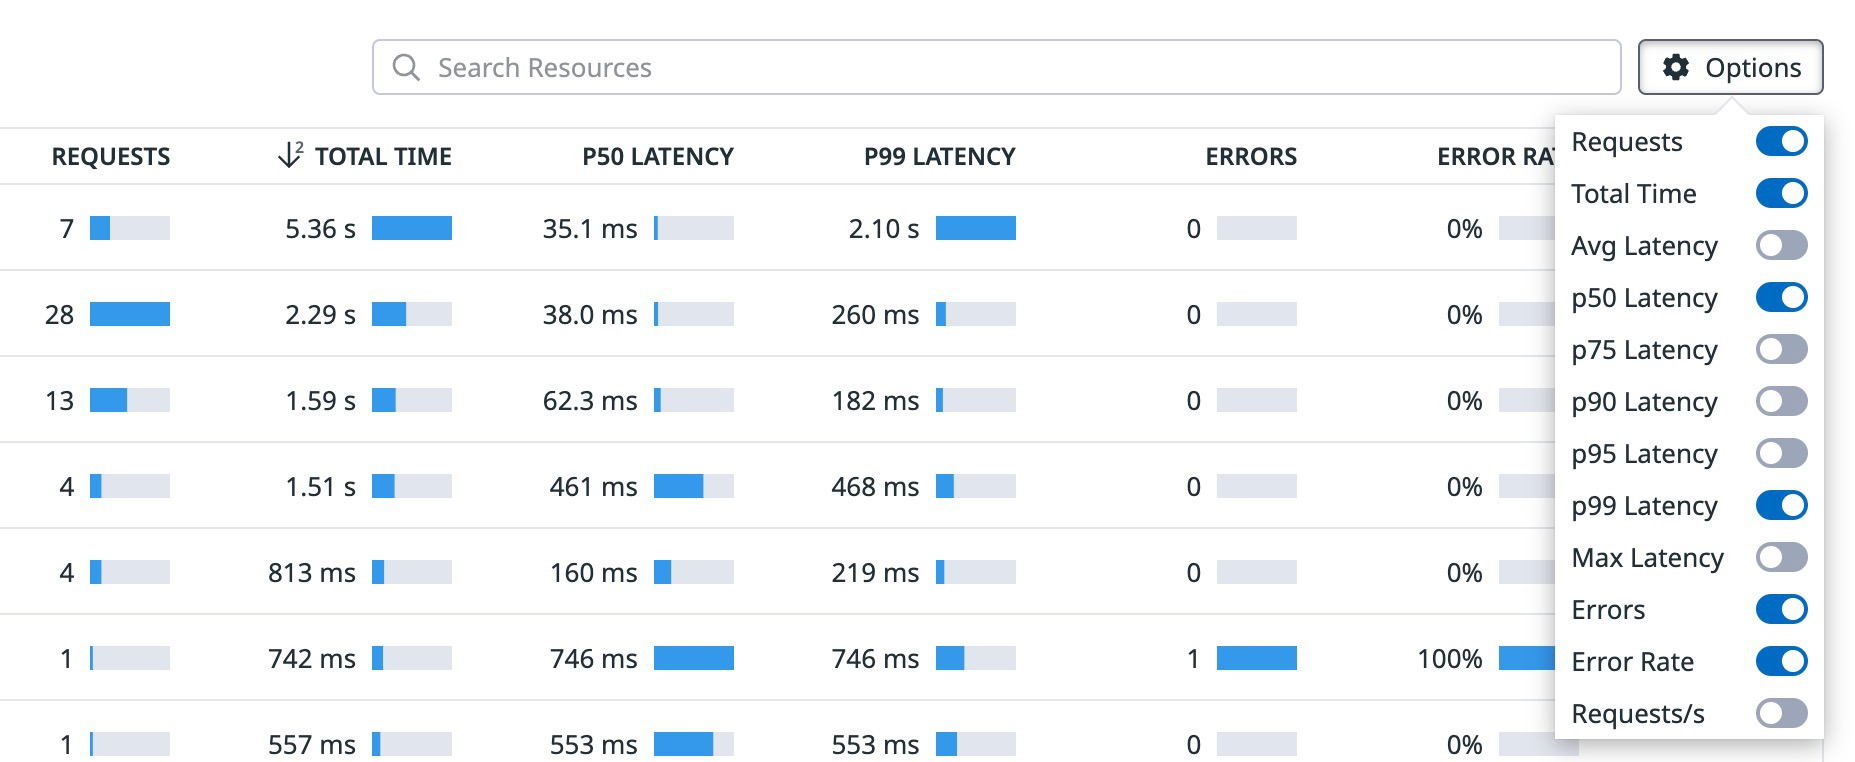 Search Resources
Options
REQUESTS 2 TOTAL TIME P50 LATENCY P99 LATENCY ERRORS ERROR RAT
7 5.36 s 35.1 ms 2.10 s 0 0%
28 2.29 s 38.0 ms 260 ms 0 0%
13 1.59 s 62.3 ms 182 ms 0 0%
4 1.51 s 461 ms 468 ms 0 0%
4 813 ms 160 ms 219 ms 0 0%
1 742 ms 746 ms 746 ms 1 100%
1 557 ms 553 ms 553 ms 0 0%
Requests
Total Time
Avg Latency
p50 Latency
p75 Latency
p90 Latency
p95 Latency
p99 Latency
Max Latency
Errors
Error Rate
Requests/s